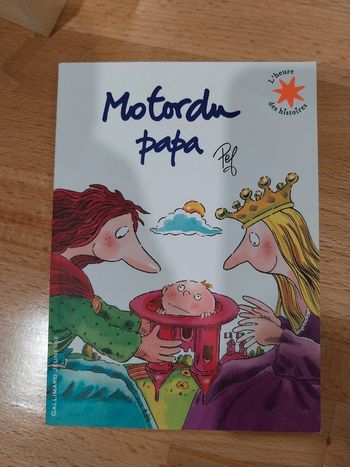 L'heure
des histoires
Motordu
papa
Pef
GALLIMARD JEUNESSE